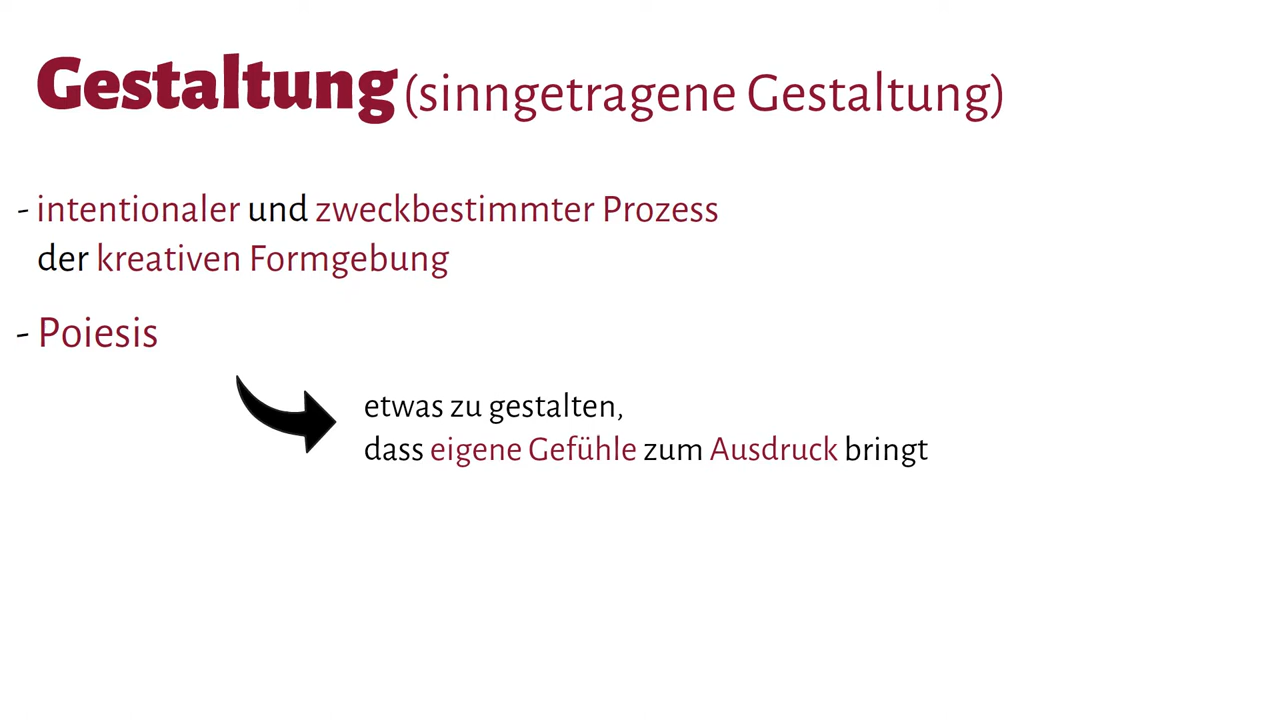 Gestaltung (sinngetragene Gestaltung)
- intentionaler und zweckbestimmter Prozess
der kreativen Formgebung
- Poiesis
etwas zu gestalten,
dass eigene Gefühle zum Ausdruck bringt